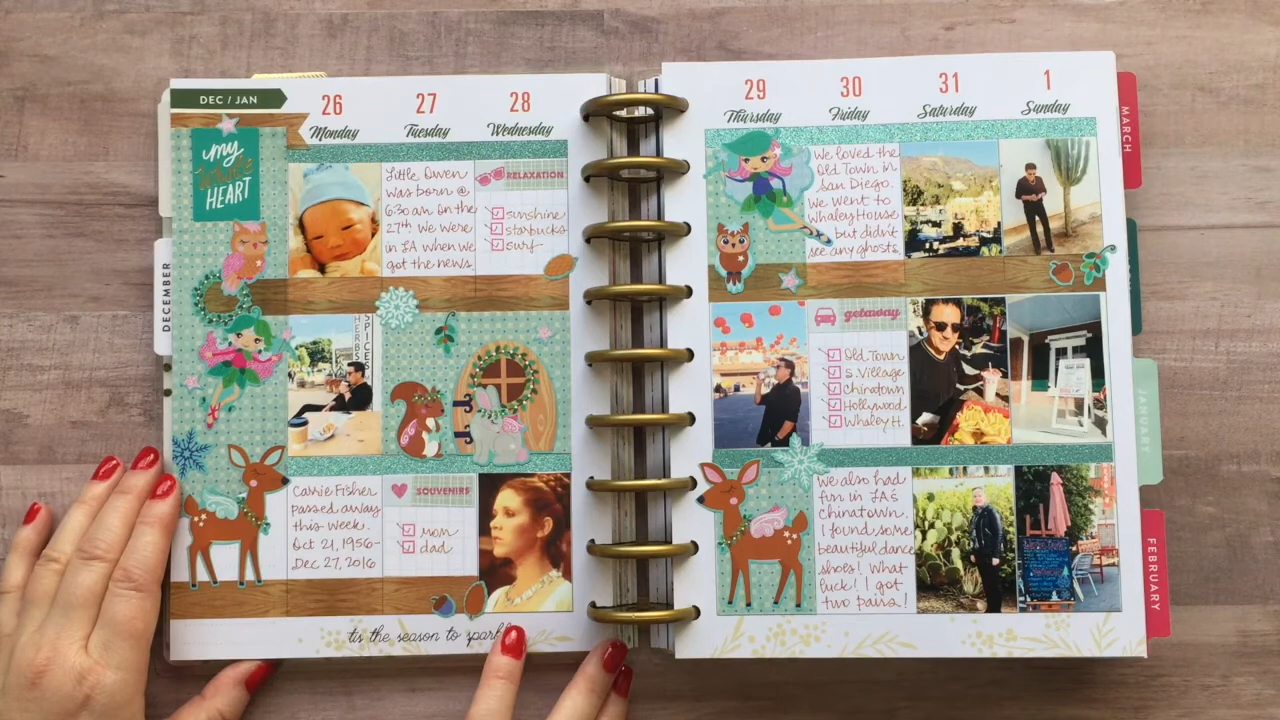 DEC / JAN
26
Monday
27
Tuesday
28
Wednesday
my
whole
HEART
Little Owen
was born @
6:30 am on the
27th. We were
in LA when we
got the news.
RELAXATION
sunshine
starbucks
surf
HERBS
SPICES
Cassie Fisher
passed away
this week.
Oct 21, 1956-
Dec 27, 2016
SOUVENIRS
mom
dad
tis the season to
DECEMBER
29
Thursday
30
Friday
31
Saturday
1
Sunday
We loved the
Old Town in
San Diego.
We went to
Whaley House
but didn't
see any ghosts.
getaway
Old Town
S. Village
Chinatown
Hollywood
Whaley H.
We also had
fun in LA's
chinatown.
I found some
beautiful dance
shoes! What
luck! I got
two pairs!
MARCH
JANUARY
FEBRUARY